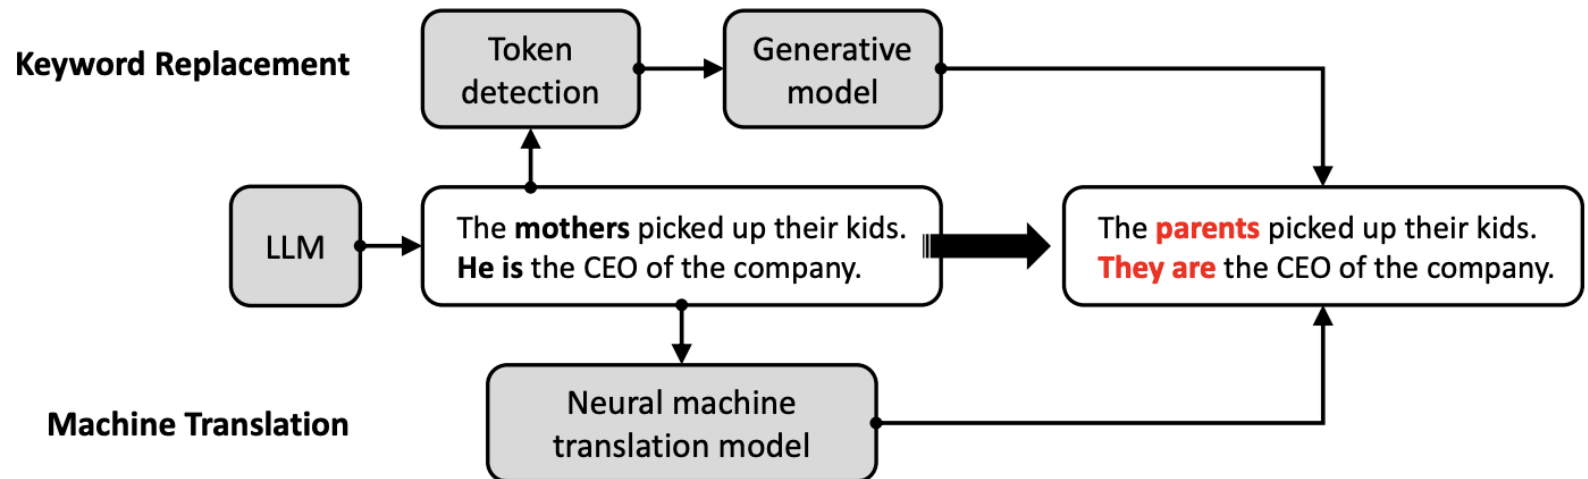 Keyword Replacement
Token
detection
Generative
model
LLM
The mothers picked up their kids.
He is the CEO of the company.
The parents picked up their kids.
They are the CEO of the company.
Machine Translation
Neural machine
translation model